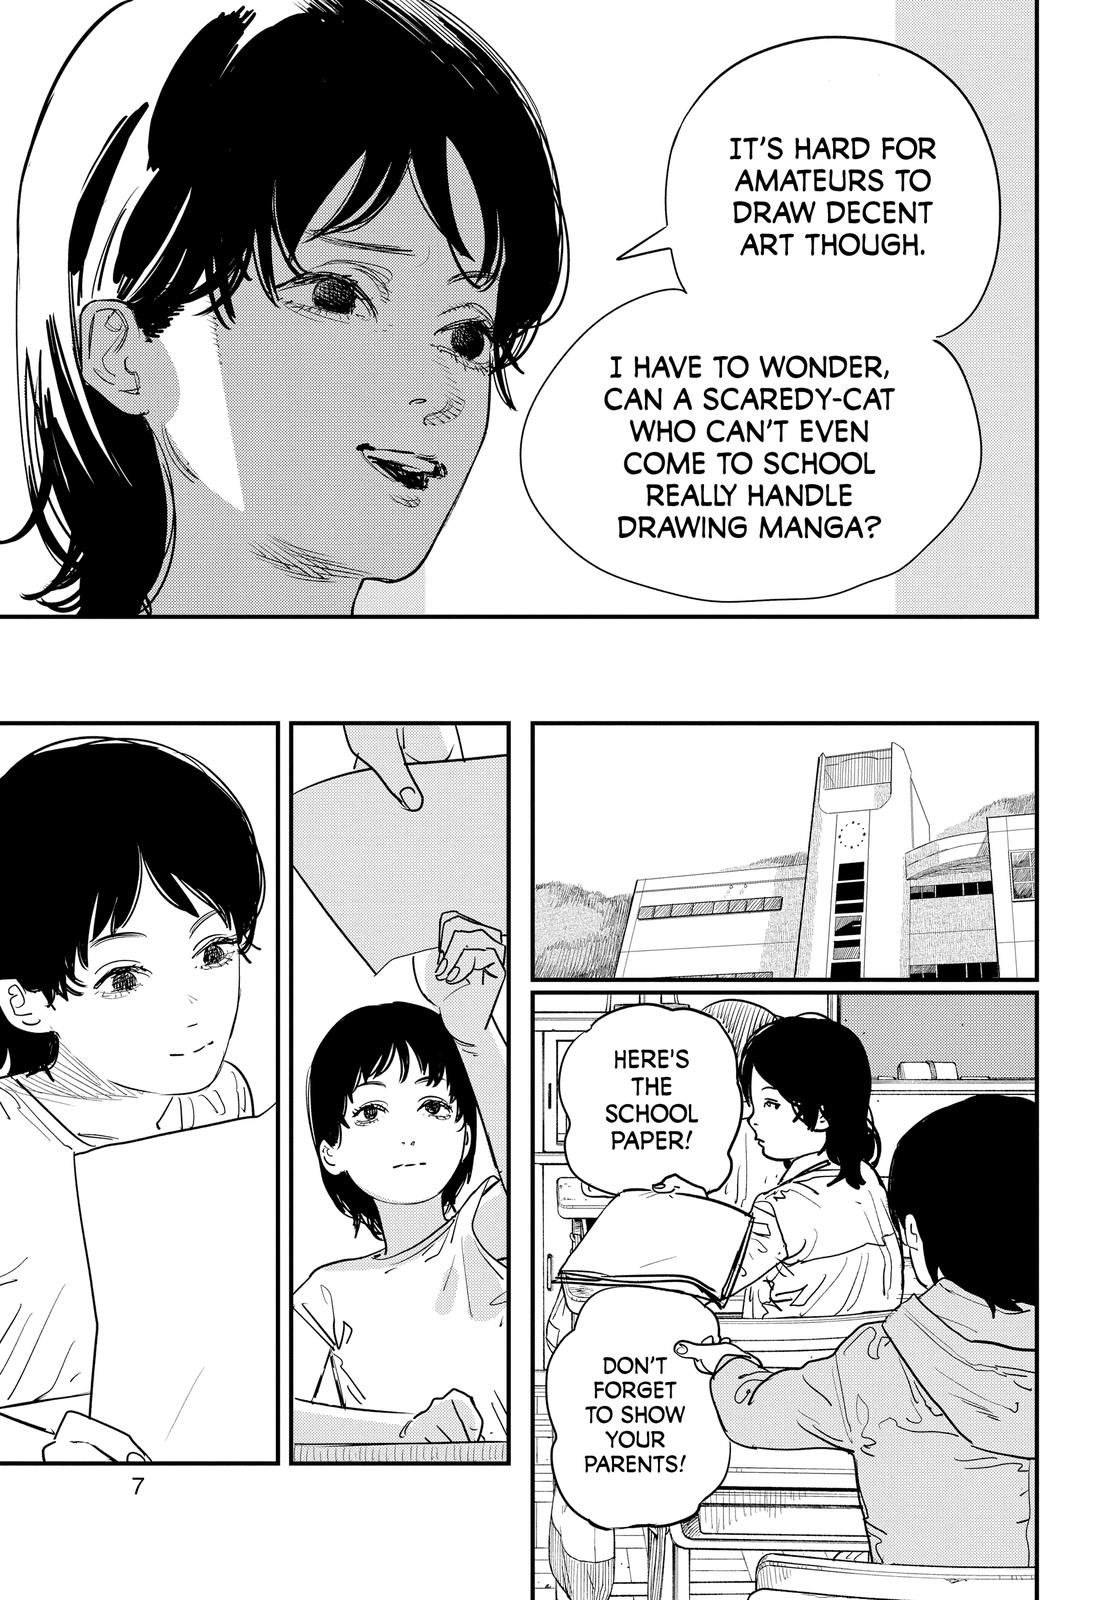 IT'S HARD FOR
AMATEURS TO
DRAW DECENT
ART THOUGH.
I HAVE TO WONDER,
CAN A SCAREDY-CAT
WHO CAN'T EVEN
COME TO SCHOOL
REALLY HANDLE
DRAWING MANGA?
HERE'S
THE
SCHOOL
PAPER!
DON'T
FORGET
TO SHOW
YOUR
PARENTS!
7